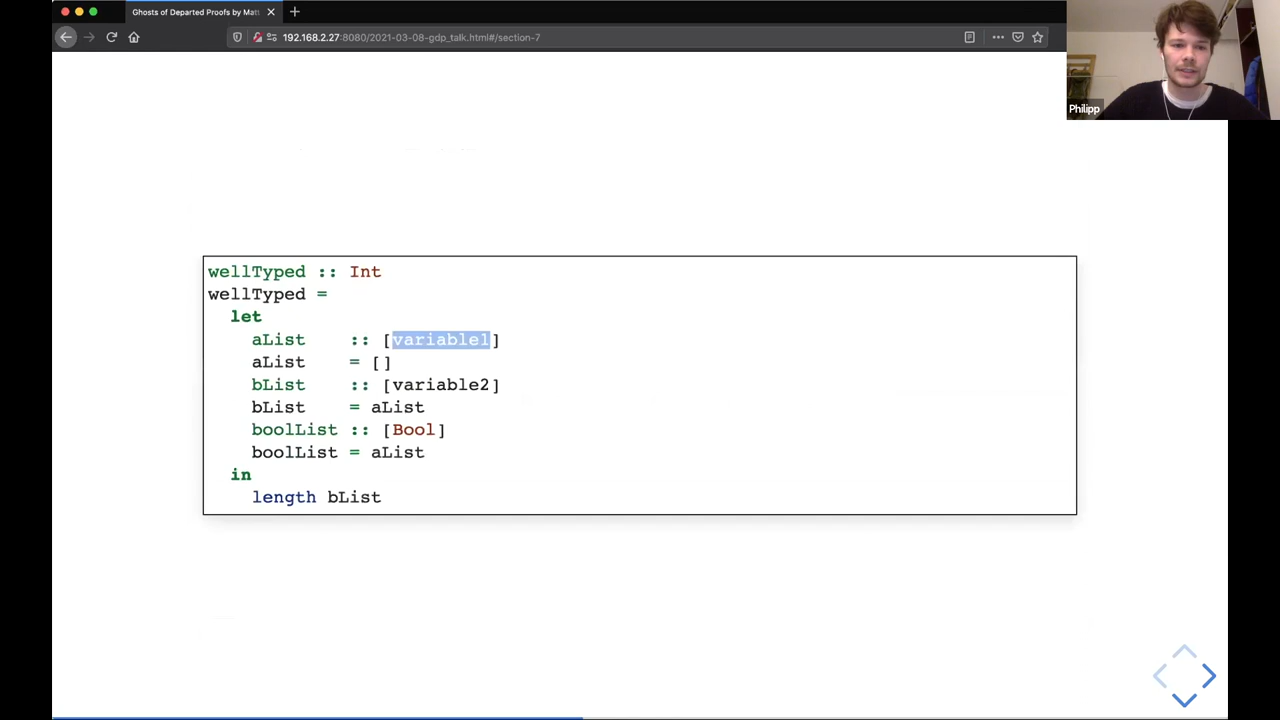 Ghosts of Departed Proofs by Matt
192.168.2.27:8080/2021-03-08-gdp_talk.html#/section-7
Philipp
wellTyped :: Int
wellTyped =
let
aList :: [variable1]
aList = []
bList :: [variable2]
bList = aList
boolList :: [Bool]
boolList = aList
in
length bList